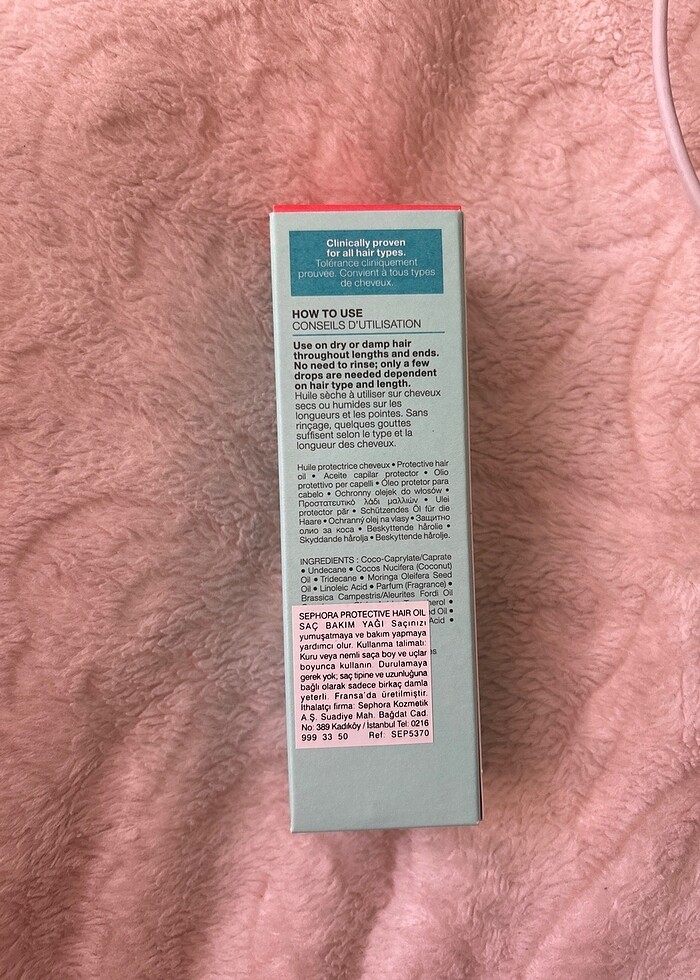 Clinically proven
for all hair types.
Tolérance cliniquement
prouvée. Convient à tous types
de cheveux.
HOW TO USE
CONSEILS D'UTILISATION
Use on dry or damp hair
throughout lengths and ends.
No need to rinse; only a few
drops are needed dependent
on hair type and length.
Huile sèche à utiliser sur cheveux
secs ou humides sur les
longueurs et les pointes. Sans
rinçage, quelques gouttes
suffisent selon le type et la
longueur des cheveux.
Huile protectrice cheveux • Protective hair
oil • Aceite capilar protector • Olio
protettivo per capelli • Óleo protetor para
cabelo • Ochronny olejek do włosów •
Προστατευτικό λάδι μαλλιών • Ulei
protector păr • Schützendes Öl für die
Haare • Ochranný olej na vlasy • Защитно
олио за коса • Beskyttende hårolie •
Skyddande hårolja • Beskyttende hårolje.
INGREDIENTS : Coco-Caprylate/Caprate
• Undecane • Cocos Nucifera (Coconut)
Oil • Tridecane • Moringa Oleifera Seed
Oil • Linoleic Acid • Parfum (Fragrance) •
Brassica Campestris/Aleurites Fordi Oil
Oil •
Acid •
SEPHORA PROTECTIVE HAIR OIL
SAÇ BAKIM YAĞI Saçınızı
yumuşatmaya ve bakım yapmaya
yardımcı olur. Kullanma talimatı:
Kuru veya nemli saça boy ve uçlar
boyunca kullanın. Durulamaya
gerek yok; saç tipine ve uzunluğuna
bağlı olarak sadece birkaç damla
yeterli. Fransa'da üretilmiştir.
İthalatçı firma: Sephora Kozmetik
A.Ş. Suadiye Mah. Bağdat Cad.
No: 389 Kadıköy / İstanbul Tel: 0216
999 33 50 Ref: SEP5370